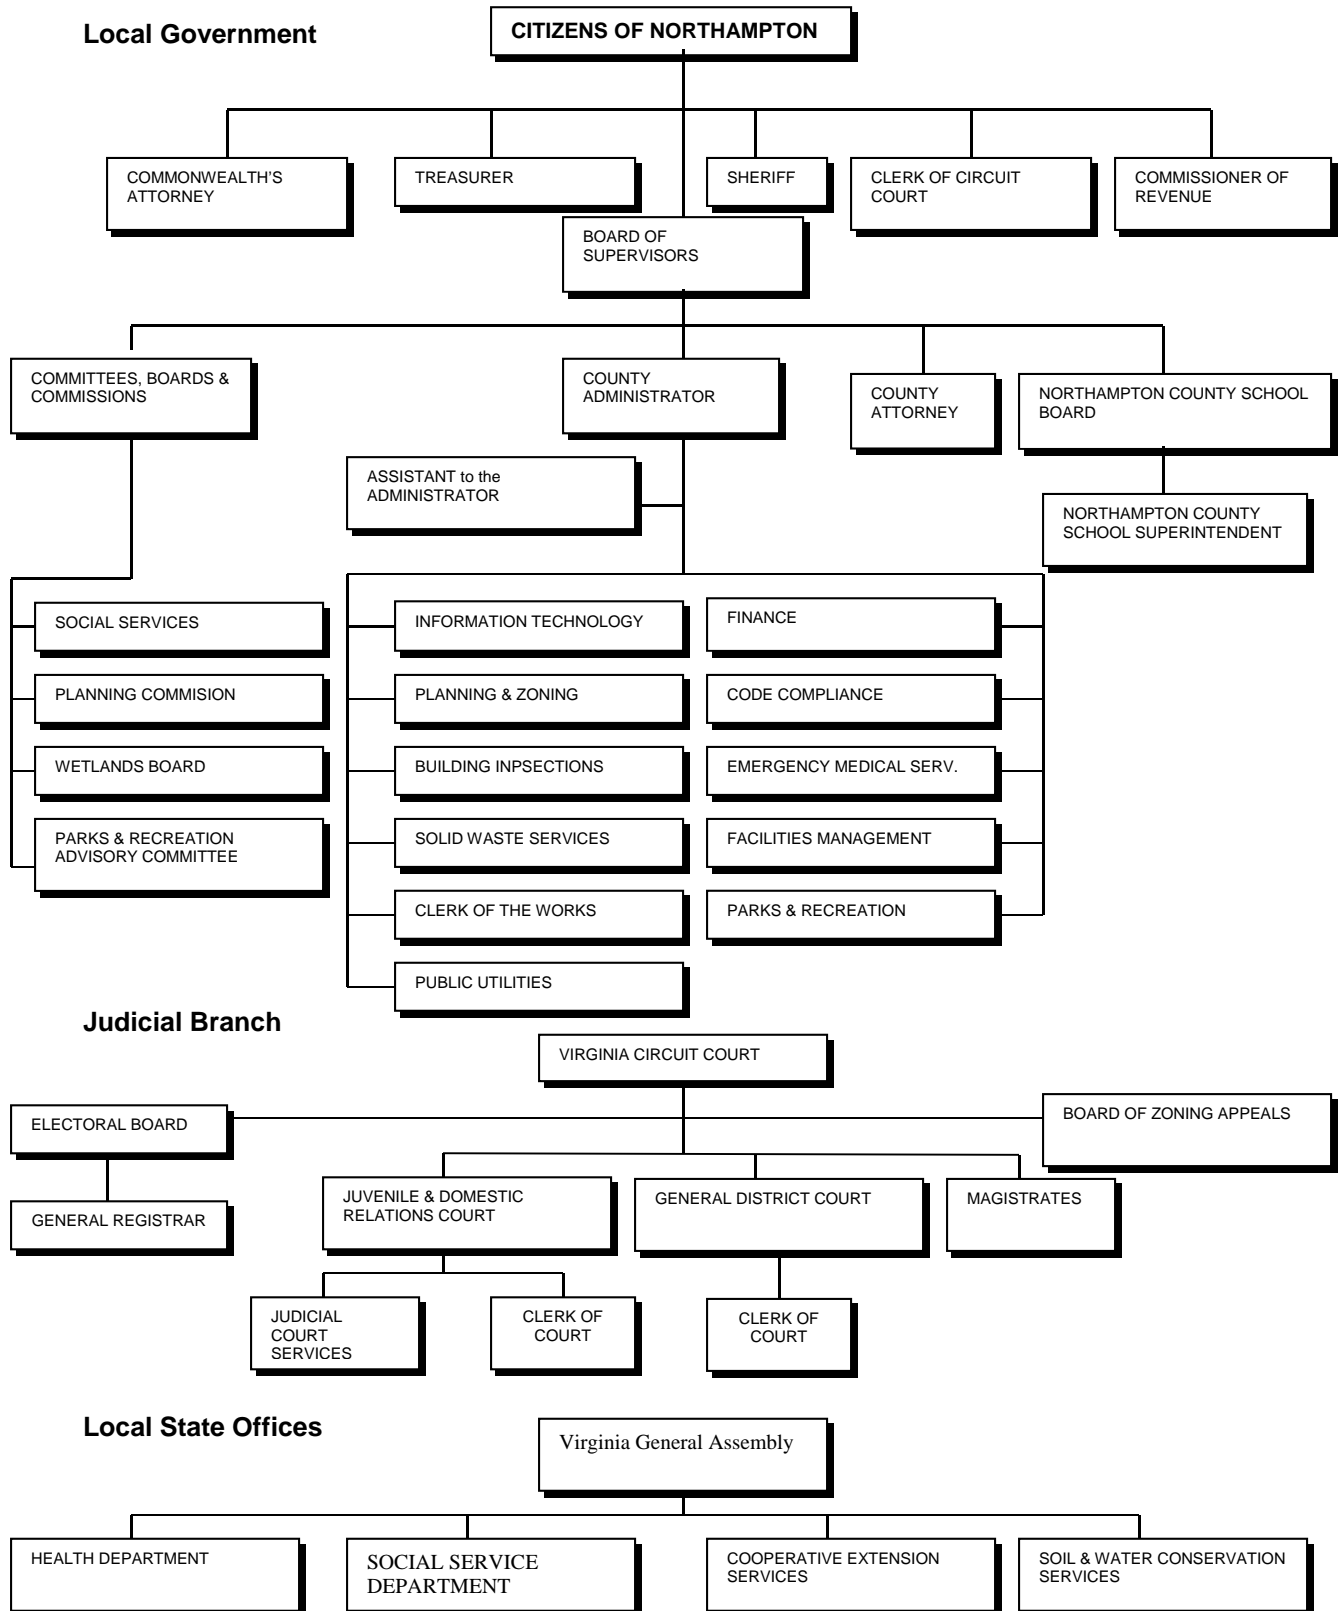 Local Government
CITIZENS OF NORTHAMPTON
COMMONWEALTH'S
ATTORNEY
TREASURER
SHERIFF
CLERK OF CIRCUIT
COURT
COMMISSIONER OF
REVENUE
BOARD OF
SUPERVISORS
COMMITTEES, BOARDS &
COMMISSIONS
COUNTY
ADMINISTRATOR
COUNTY
ATTORNEY
NORTHAMPTON COUNTY SCHOOL
BOARD
ASSISTANT to the
ADMINISTRATOR
NORTHAMPTON COUNTY
SCHOOL SUPERINTENDENT
SOCIAL SERVICES
PLANNING COMMISION
WETLANDS BOARD
PARKS & RECREATION
ADVISORY COMMITTEE
INFORMATION TECHNOLOGY
PLANNING & ZONING
BUILDING INPSECTIONS
SOLID WASTE SERVICES
CLERK OF THE WORKS
PUBLIC UTILITIES
FINANCE
CODE COMPLIANCE
EMERGENCY MEDICAL SERV.
FACILITIES MANAGEMENT
PARKS & RECREATION
Judicial Branch
VIRGINIA CIRCUIT COURT
ELECTORAL BOARD
BOARD OF ZONING APPEALS
GENERAL REGISTRAR
JUVENILE & DOMESTIC
RELATIONS COURT
GENERAL DISTRICT COURT
MAGISTRATES
JUDICIAL
COURT
SERVICES
CLERK OF
COURT
CLERK OF
COURT
Local State Offices
Virginia General Assembly
HEALTH DEPARTMENT
SOCIAL SERVICE
DEPARTMENT
COOPERATIVE EXTENSION
SERVICES
SOIL & WATER CONSERVATION
SERVICES